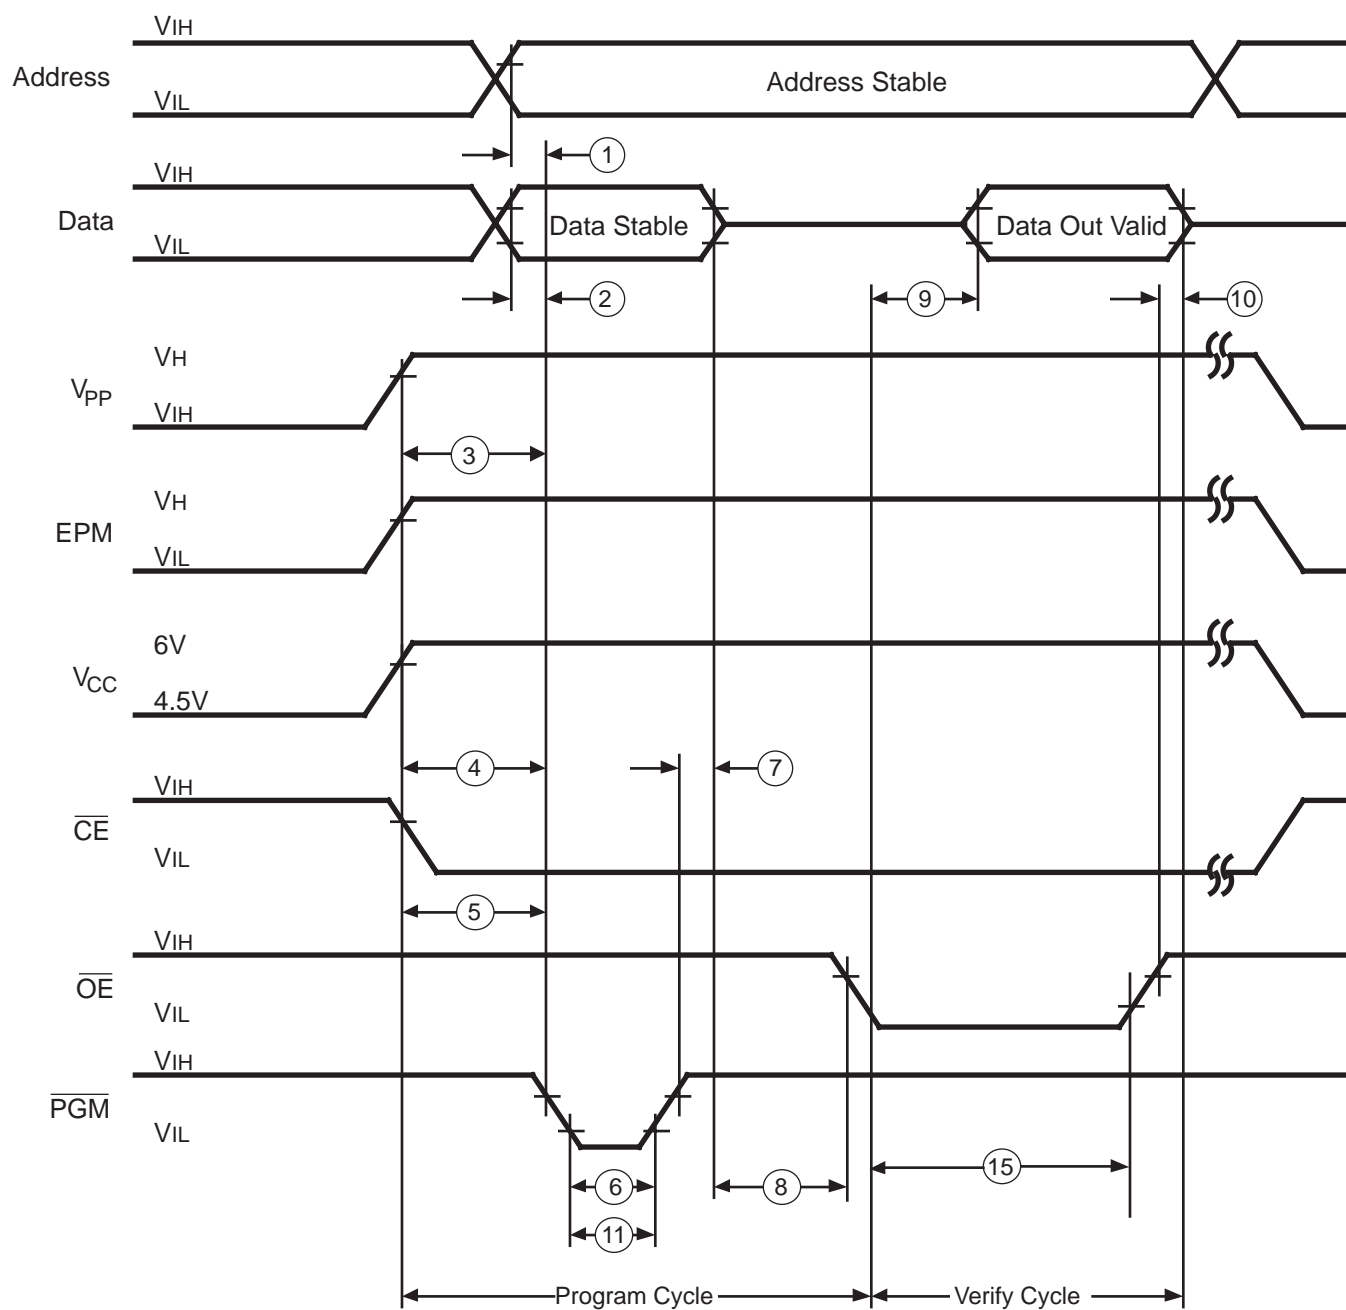 VIH
Address
Address Stable
VIL
1
VIH
Data
Data Stable
Data Out Valid
VIL
2
9
10
VH
VPP
VIH
3
VH
EPM
VIL
6V
VCC
4.5V
4
7
VIH
CE
VIL
5
VIH
OE
VIL
VIH
PGM
VIL
15
6
8
11
Program Cycle
Verify Cycle